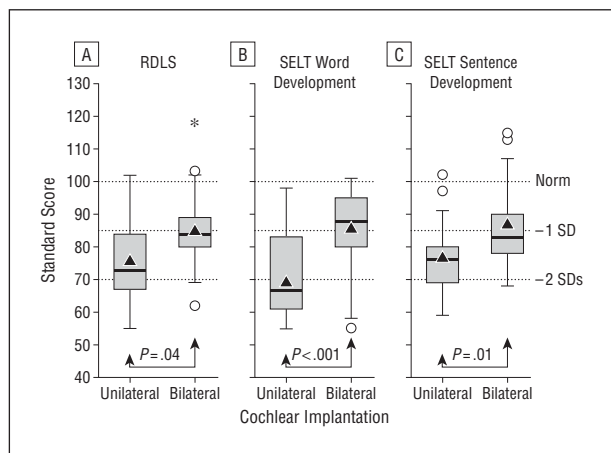 A
RDLS
B
SELT Word
Development
C
SELT Sentence
Development
130
120
110
100
90
80
70
60
50
40
Standard Score
*
Norm
−1 SD
−2 SDs
P=.04
P<.001
P=.01
Unilateral Bilateral
Unilateral Bilateral
Unilateral Bilateral
Cochlear Implantation